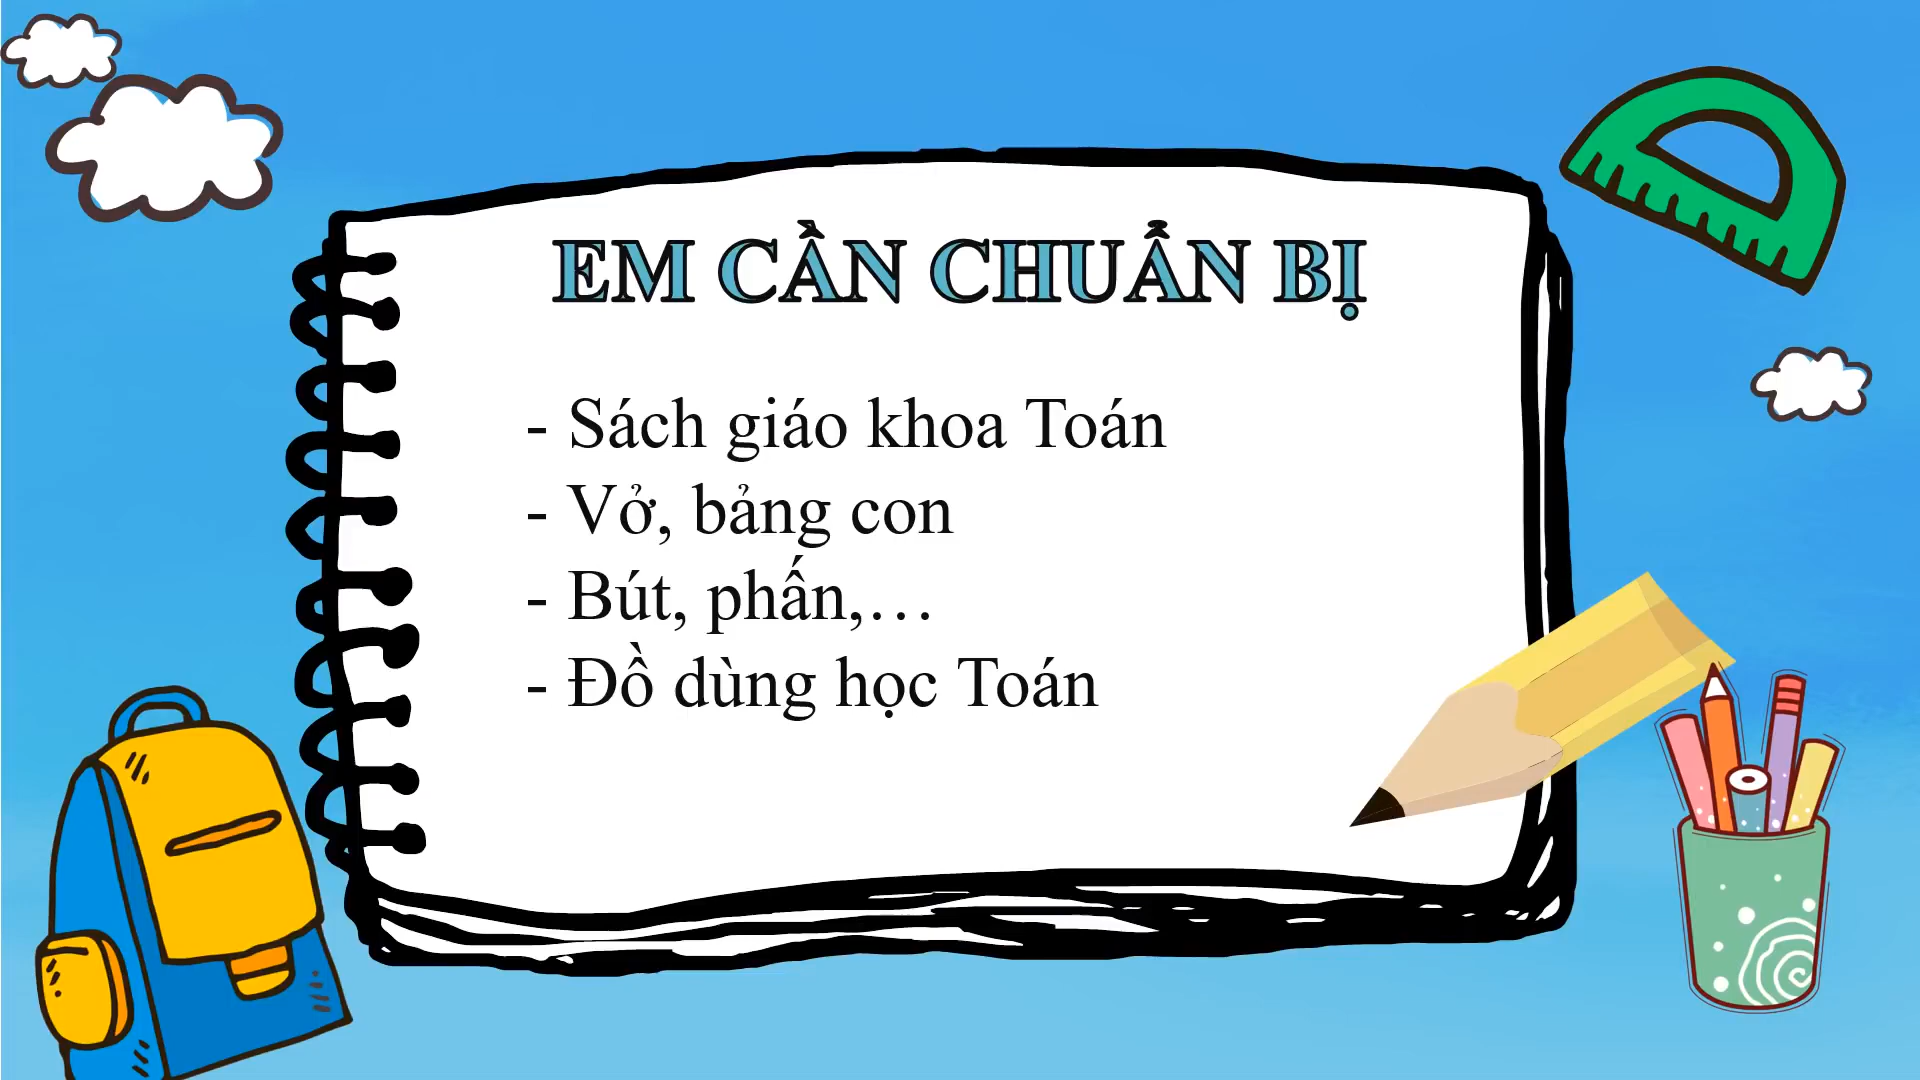 EM CẦN CHUẨN BỊ
- Sách giáo khoa Toán
- Vở, bảng con
- Bút, phấn,…
- Đồ dùng học Toán